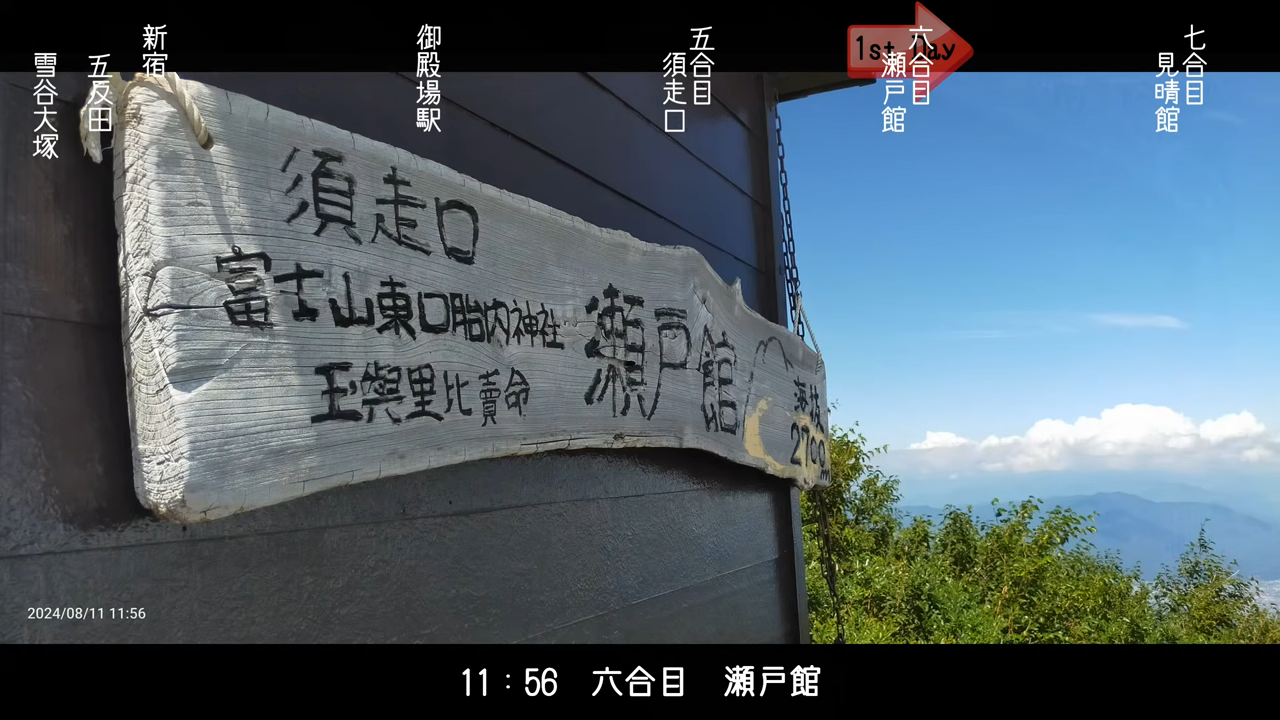 雪谷大塚
五反田
新宿
御殿場駅
五合目
須走口
1st Day
六合目
瀬戸館
七合目
見晴館
須走口
富士山東口胎内神社
玉與里比賣命
瀬戸館
海抜
2700m
2024/08/11 11:56
11：56　六合目　瀬戸館